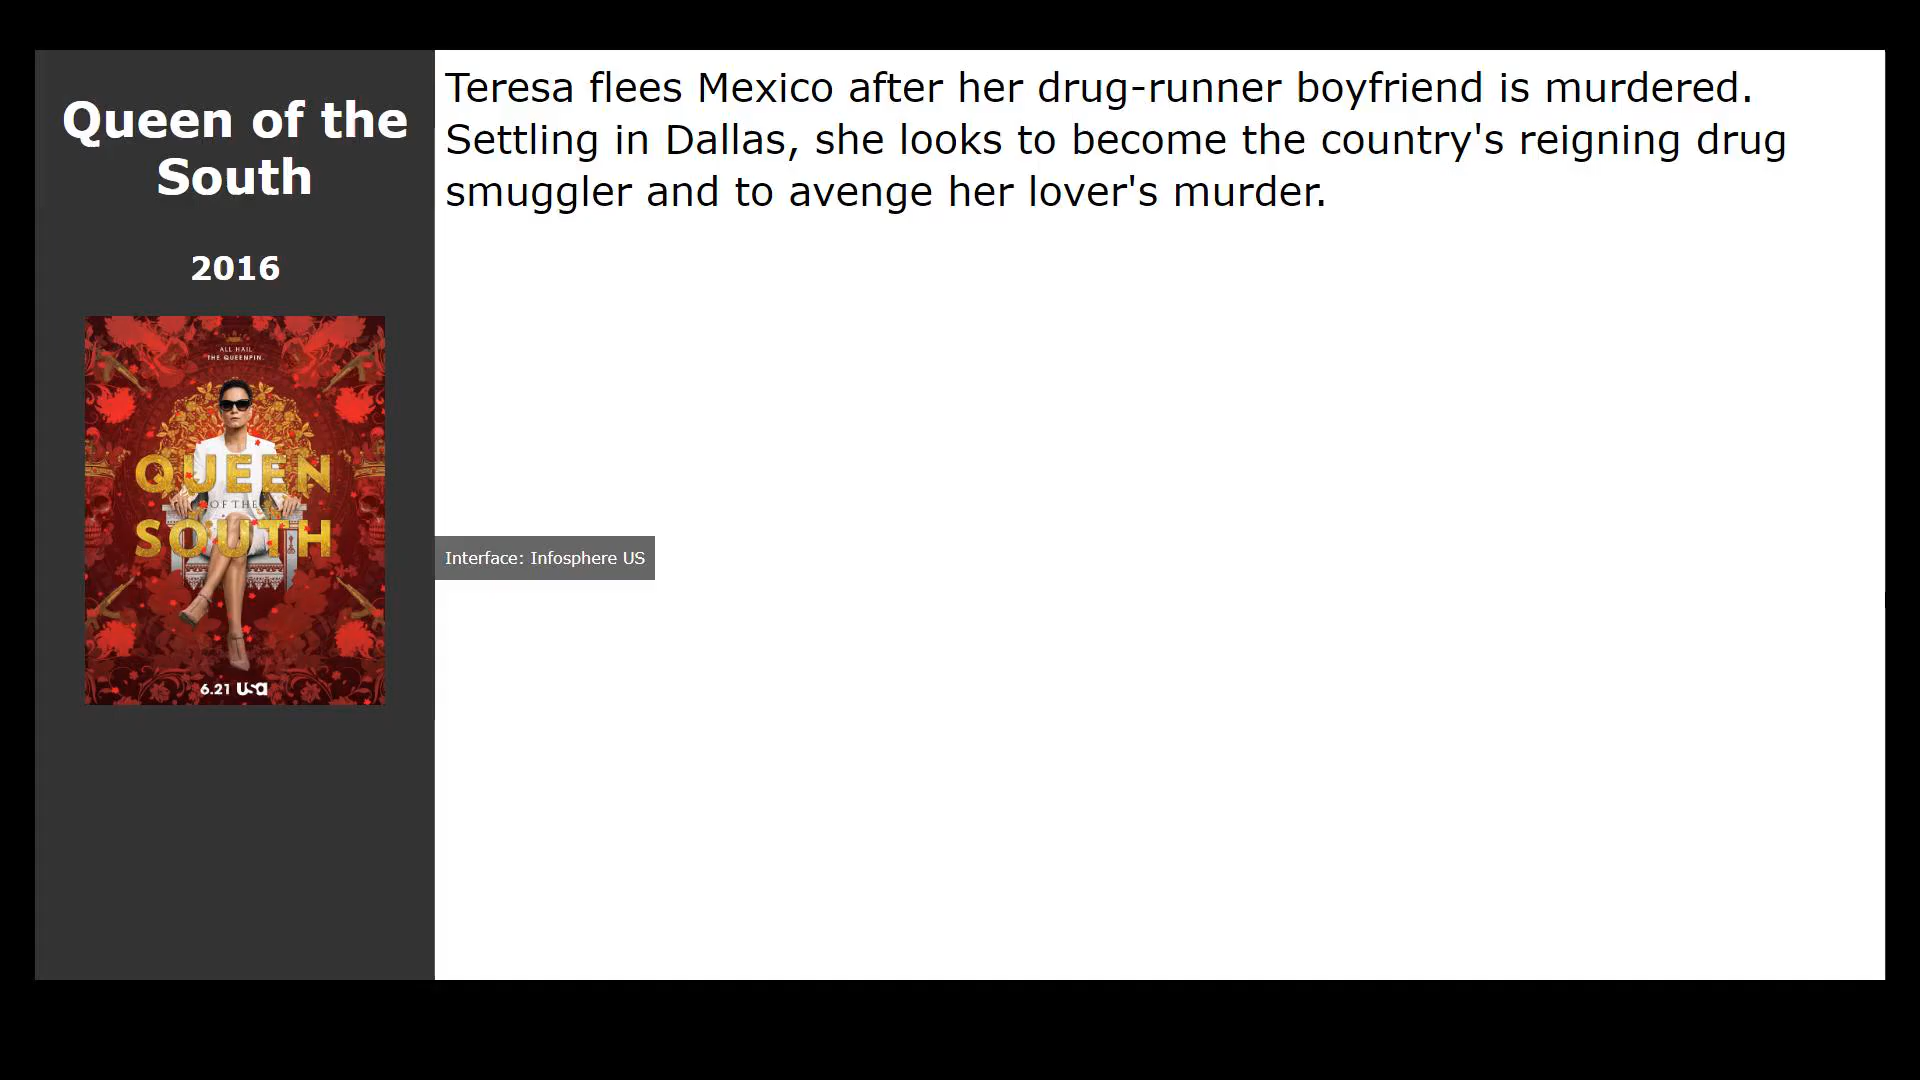 Queen of the
South
2016
ALL HAIL
THE QUEENPIN.
QUEEN
OF THE
SOUTH
6.21 USA
Teresa flees Mexico after her drug-runner boyfriend is murdered.
Settling in Dallas, she looks to become the country's reigning drug
smuggler and to avenge her lover's murder.
Interface: Infosphere US